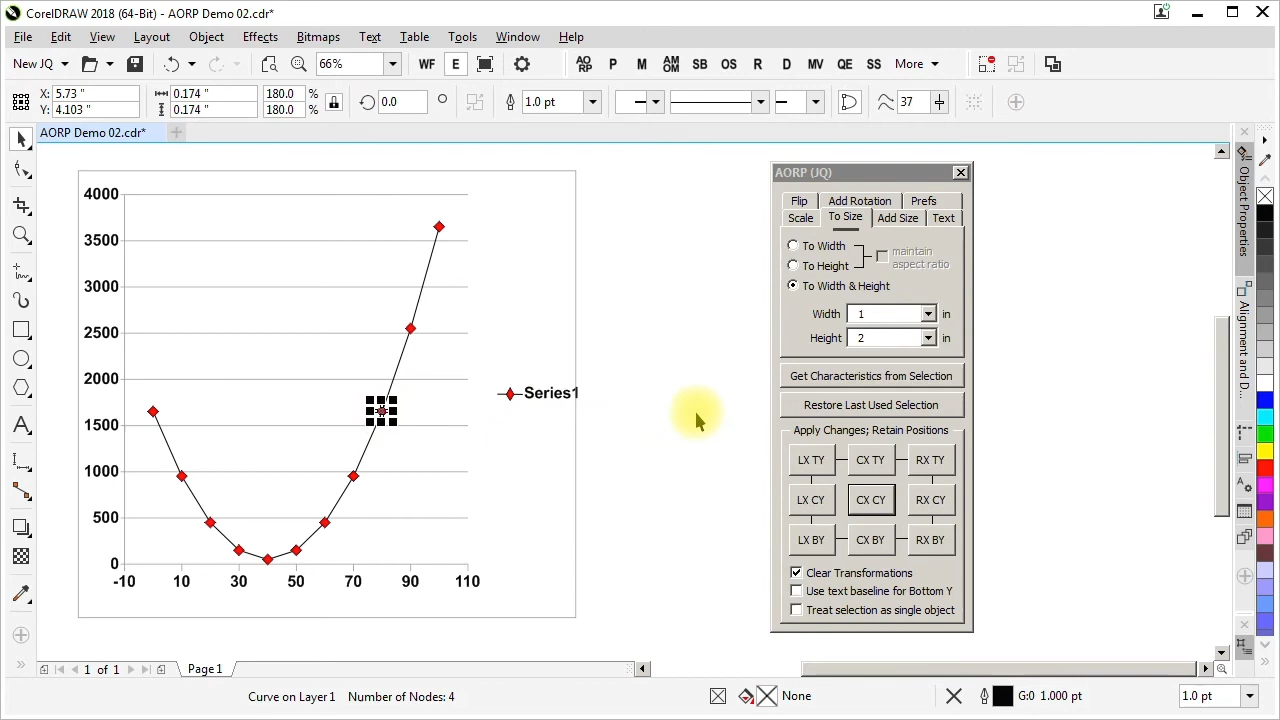 CorelDRAW 2018 (64-Bit) - AORP Demo 02.cdr*
File Edit View Layout Object Effects Bitmaps Text Table Tools Window Help
New JQ 66% WF E AO RP P M AM OM SB OS R D MV QE SS More
X: 5.73 " 0.174 " 180.0 % 0.0 1.0 pt 37
Y: 4.103 " 0.174 " 180.0 %
AORP Demo 02.cdr*
4000
3500
3000
2500
2000
1500
1000
500
0
-10 10 30 50 70 90 110
Series1
AORP (JQ)
Flip Add Rotation Prefs
Scale To Size Add Size Text
To Width
To Height
maintain
aspect ratio
To Width & Height
Width 1 in
Height 2 in
Get Characteristics from Selection
Restore Last Used Selection
Apply Changes; Retain Positions
LX TY CX TY RX TY
LX CY CX CY RX CY
LX BY CX BY RX BY
Clear Transformations
Use text baseline for Bottom Y
Treat selection as single object
Object Properties
Alignment and D...
1 of 1 Page1
Curve on Layer1 Number of Nodes: 4 None G:0 1.000 pt 1.0 pt